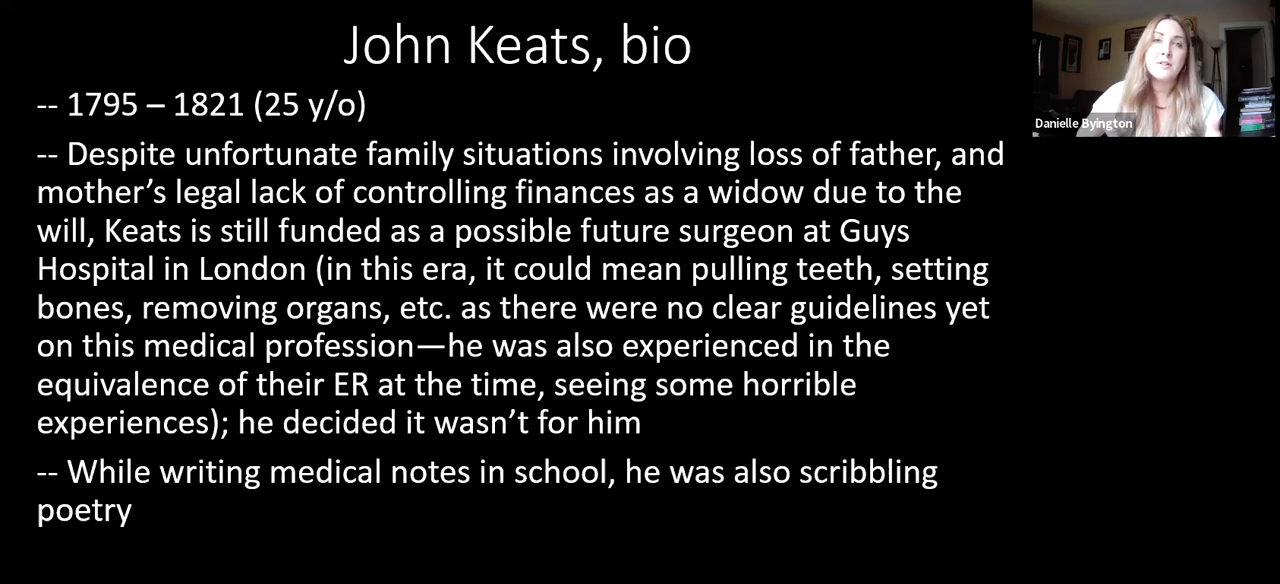 John Keats, bio
-- 1795 – 1821 (25 y/o)
-- Despite unfortunate family situations involving loss of father, and
mother’s legal lack of controlling finances as a widow due to the
will, Keats is still funded as a possible future surgeon at Guys
Hospital in London (in this era, it could mean pulling teeth, setting
bones, removing organs, etc. as there were no clear guidelines yet
on this medical profession—he was also experienced in the
equivalence of their ER at the time, seeing some horrible
experiences); he decided it wasn’t for him
-- While writing medical notes in school, he was also scribbling
poetry
Danielle Byington